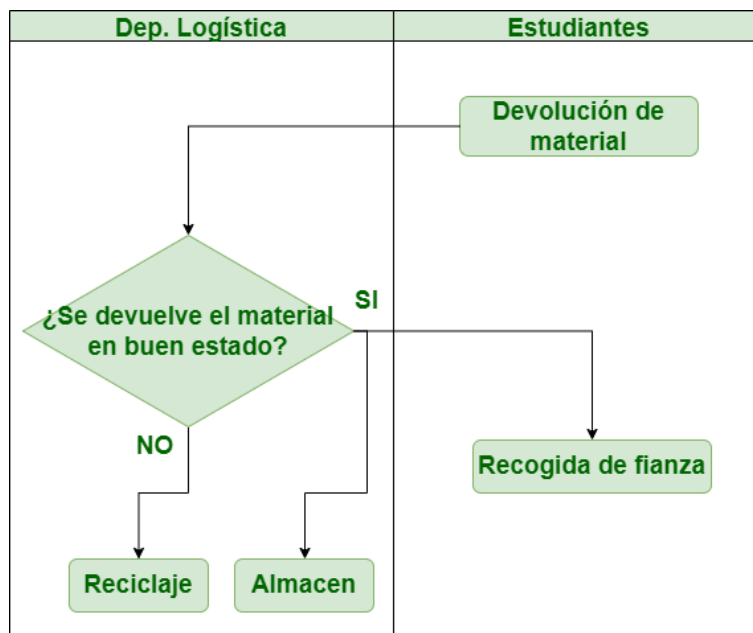 Dep. Logística
Estudiantes
Devolución de
material
¿Se devuelve el material
en buen estado?
SI
NO
Recogida de fianza
Reciclaje
Almacen